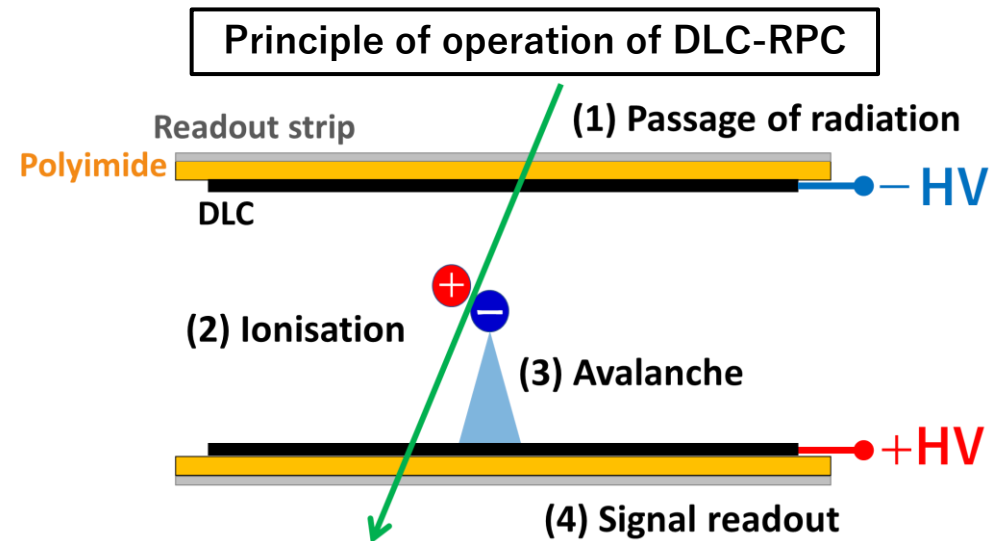 Principle of operation of DLC-RPC
(1) Passage of radiation
Readout strip
Polyimide
DLC
− HV
+
−
(2) Ionisation
(3) Avalanche
+HV
(4) Signal readout